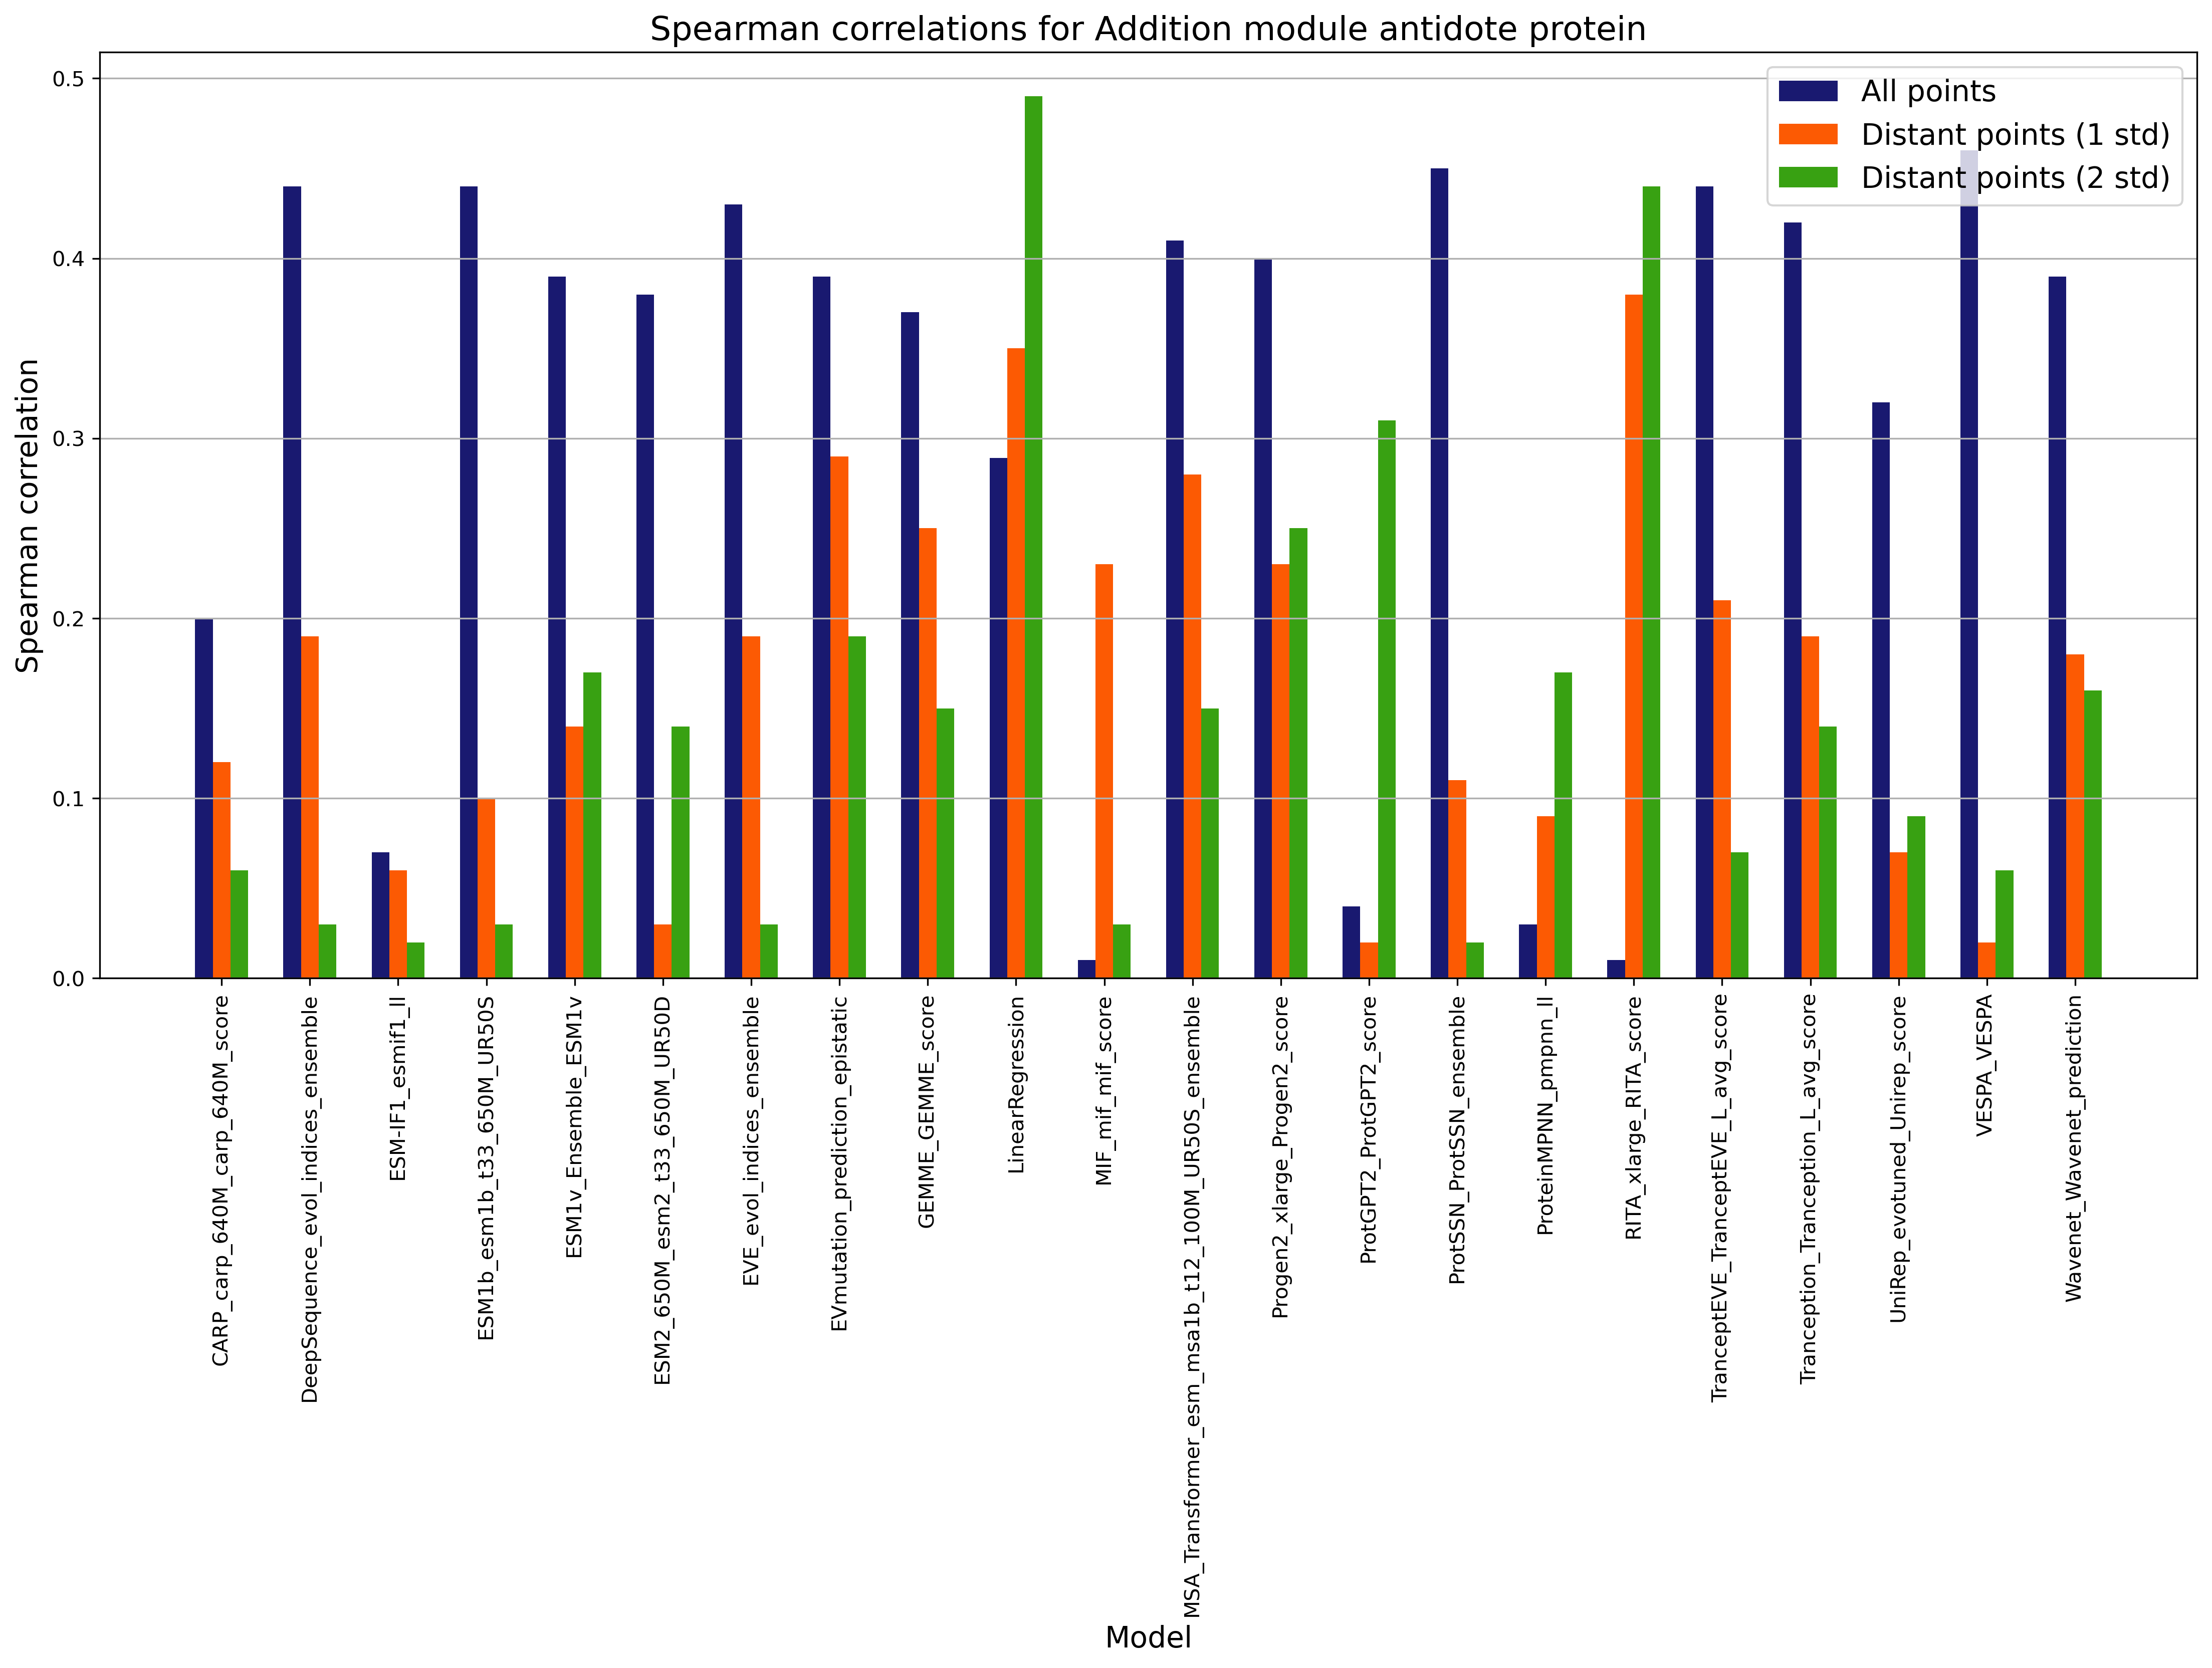 Spearman correlations for Addition module antidote protein
All points
Distant points (1 std)
Distant points (2 std)
Spearman correlation
0.5
0.4
0.3
0.2
0.1
0.0
CARP_carp_640M_carp_640M_score
DeepSequence_evol_indices_ensemble
ESM-IF1_esmif1_ll
ESM1b_esm1b_t33_650M_UR50S
ESM1v_Ensemble_ESM1v
ESM2_650M_esm2_t33_650M_UR50D
EVE_evol_indices_ensemble
EVmutation_prediction_epistatic
GEMME_GEMME_score
LinearRegression
MIF_mif_mif_score
MSA_Transformer_esm_msa1b_t12_100M_UR50S_ensemble
Progen2_xlarge_Progen2_score
ProtGPT2_ProtGPT2_score
ProtSSN_ProtSSN_ensemble
ProteinMPNN_pmpnn_ll
RITA_xlarge_RITA_score
TranceptEVE_TranceptEVE_L_avg_score
Tranception_Tranception_L_avg_score
UniRep_evotuned_Unirep_score
VESPA_VESPA
Wavenet_Wavenet_prediction
Model